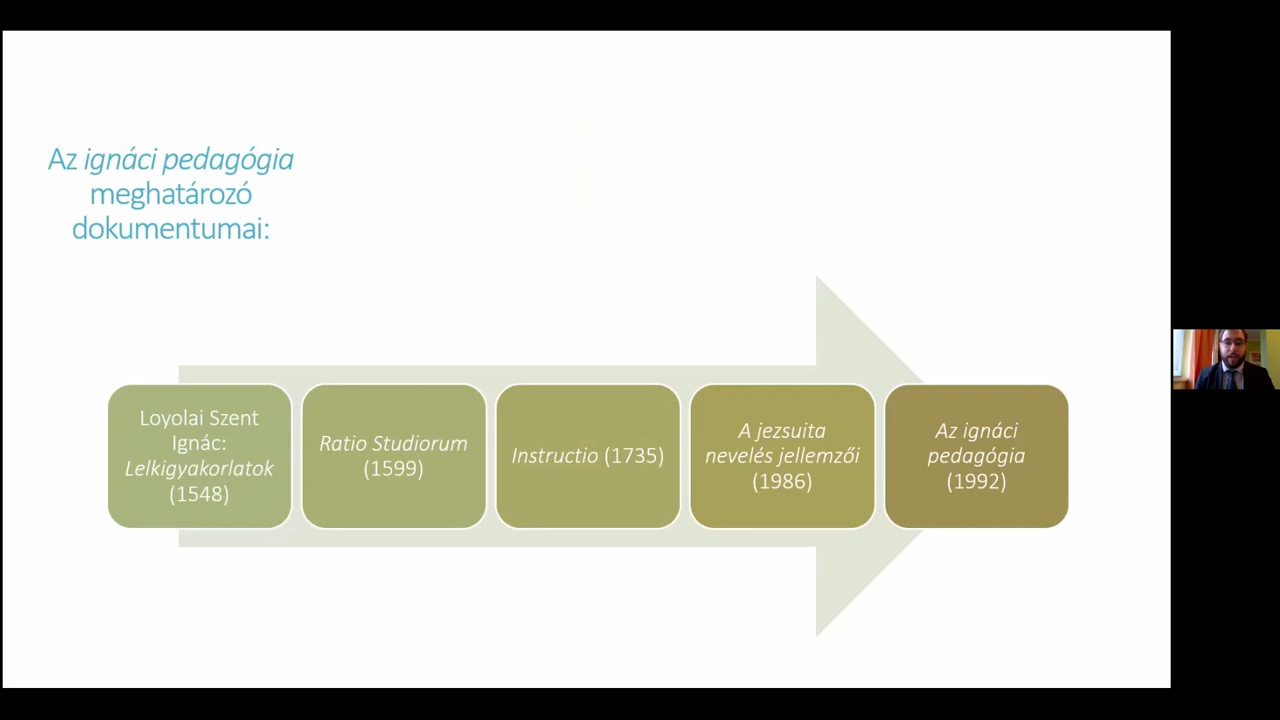 Az ignáci pedagógia
meghatározó
dokumentumai:
Loyolai Szent
Ignác:
Lelkigyakorlatok
(1548)
Ratio Studiorum
(1599)
Instructio (1735)
A jezsuita
nevelés jellemzői
(1986)
Az ignáci
pedagógia
(1992)